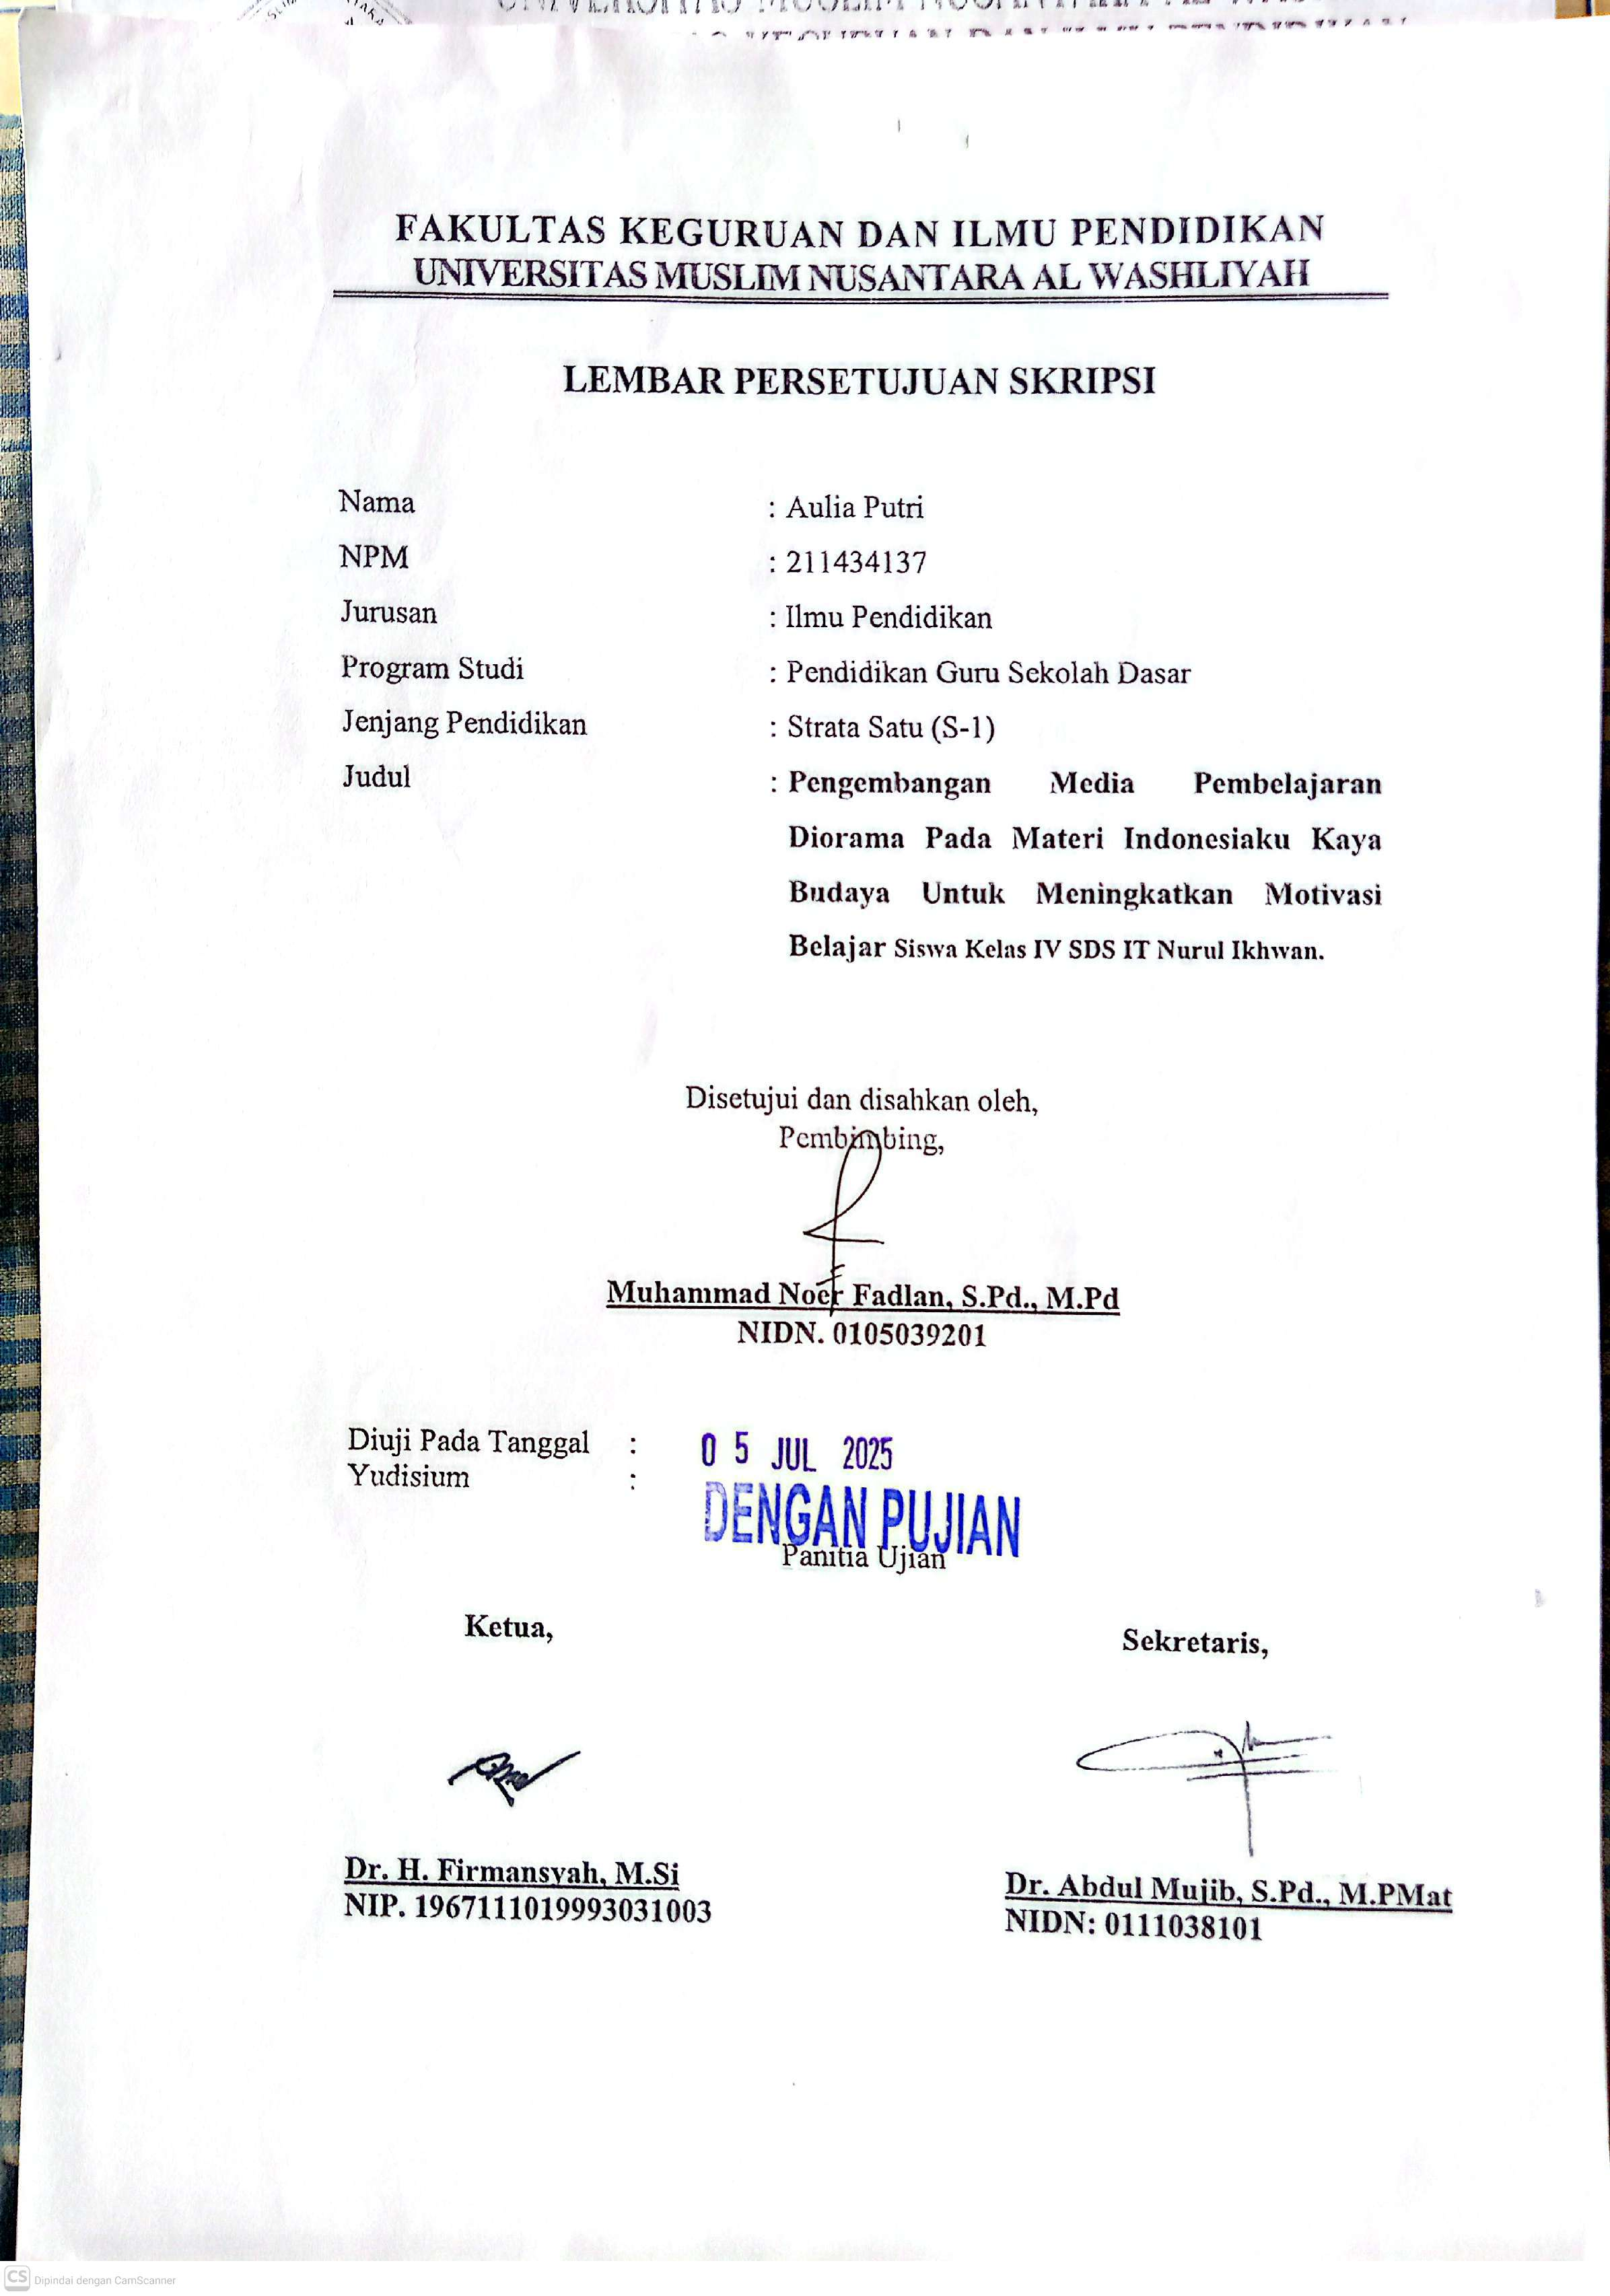 FAKULTAS KEGURUAN DAN ILMU PENDIDIKAN
UNIVERSITAS MUSLIM NUSANTARA AL WASHLIYAH
LEMBAR PERSETUJUAN SKRIPSI
Nama : Aulia Putri
NPM : 211434137
Jurusan : Ilmu Pendidikan
Program Studi : Pendidikan Guru Sekolah Dasar
Jenjang Pendidikan : Strata Satu (S-1)
Judul : Pengembangan Media Pembelajaran
Diorama Pada Materi Indonesiaku Kaya
Budaya Untuk Meningkatkan Motivasi
Belajar Siswa Kelas IV SDS IT Nurul Ikhwan.
Disetujui dan disahkan oleh,
Pembimbing,
Muhammad Noer Fadlan, S.Pd., M.Pd
NIDN. 0105039201
Diuji Pada Tanggal : 05 JUL 2025
Yudisium :
DENGAN PUJIAN
Panitia Ujian
Ketua,
Sekretaris,
Dr. H. Firmansyah, M.Si
NIP. 1967111019993031003
Dr. Abdul Mujib, S.Pd., M.PMat
NIDN: 0111038101
CS Dipindai dengan CamScanner